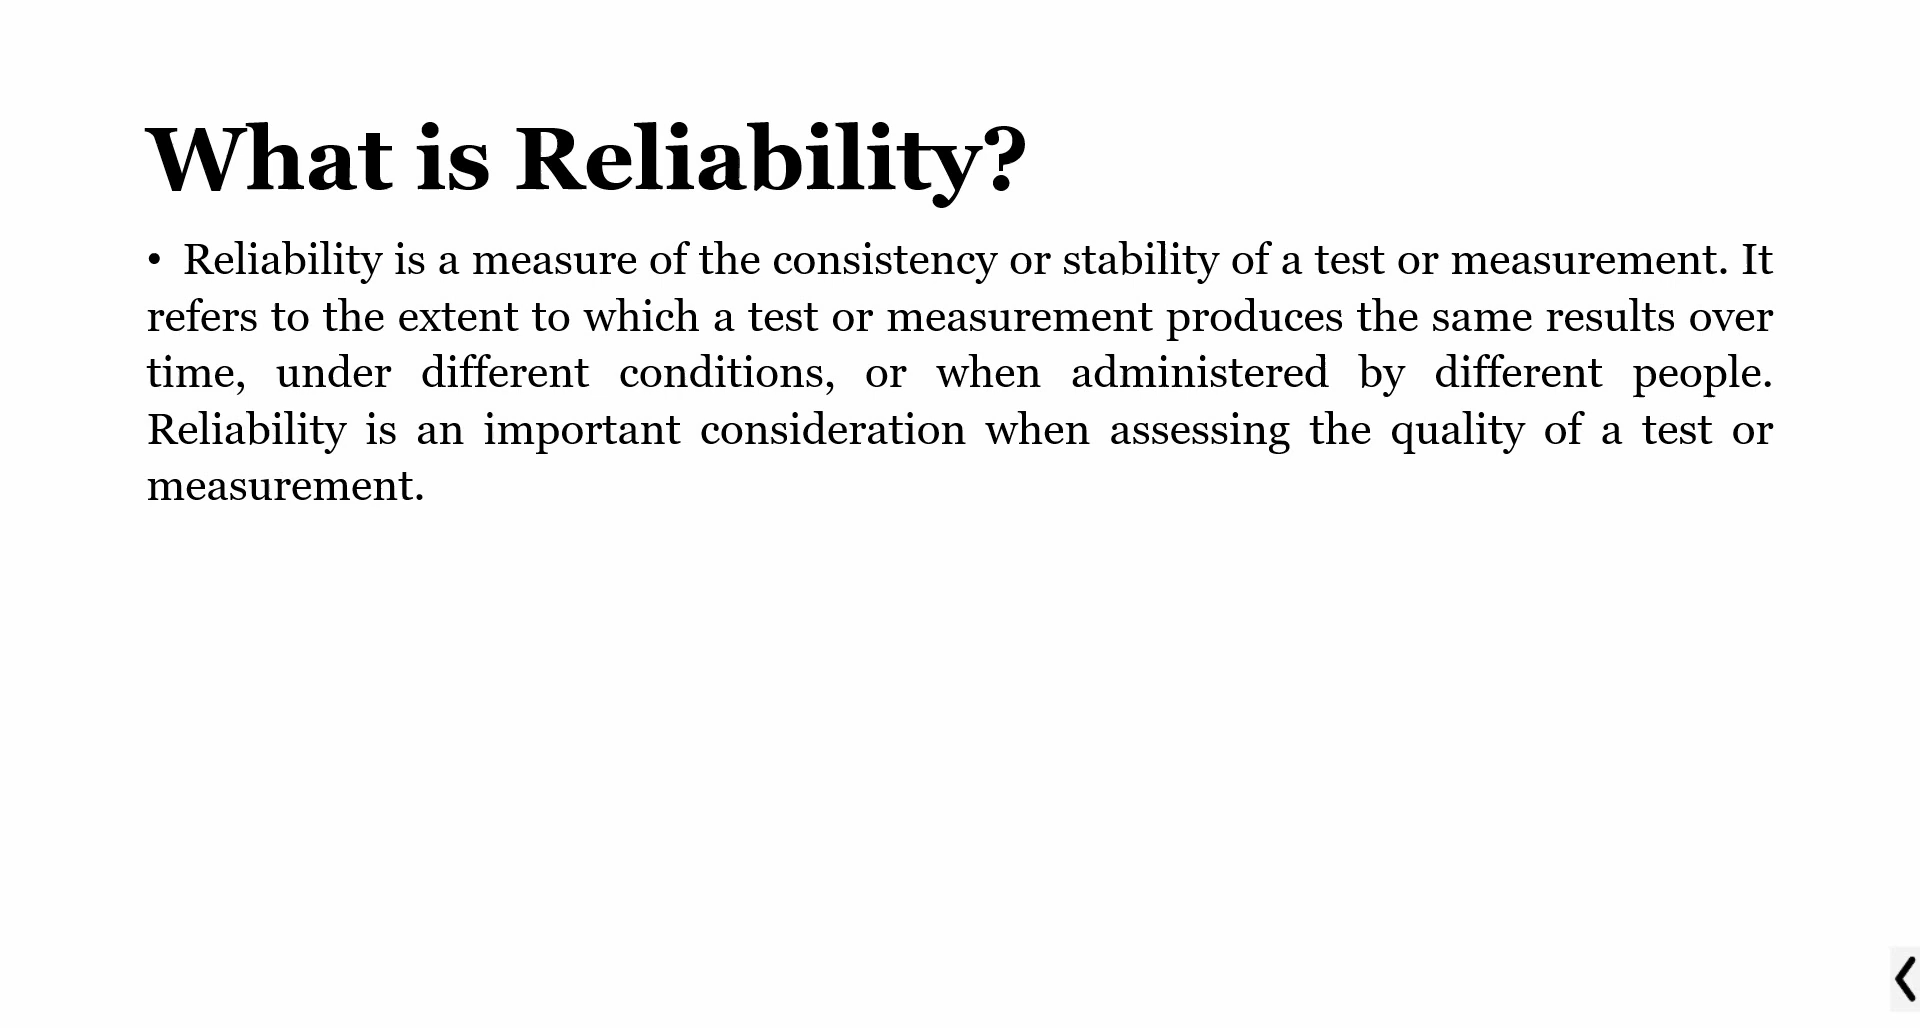 What is Reliability?
• Reliability is a measure of the consistency or stability of a test or measurement. It
refers to the extent to which a test or measurement produces the same results over
time, under different conditions, or when administered by different people.
Reliability is an important consideration when assessing the quality of a test or
measurement.